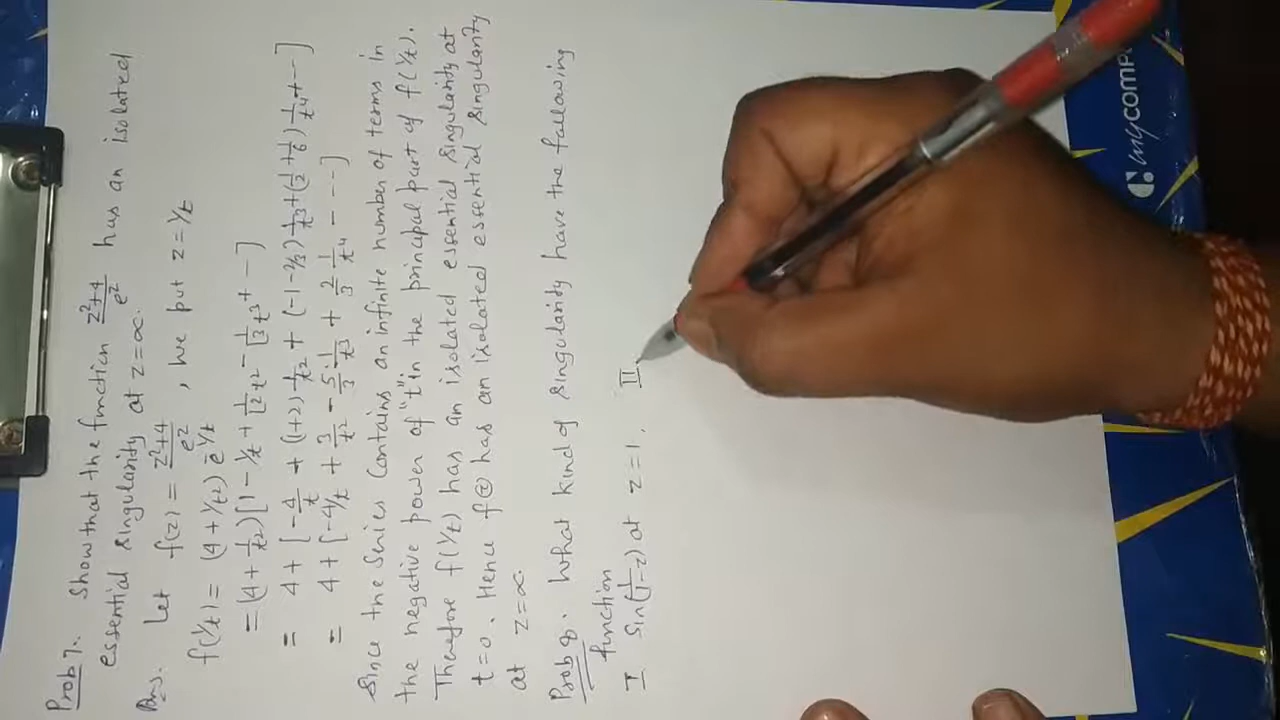 Prob 7. Show that the function z²+4/e² has an isolated
essential singularity at z=∞.
Ans. Let f(z) = z²+4/e², we put z=1/t
f(1/t) = (4+1/t2) e^-1/t
= (4+1/t2)[1-1/t+1/⌊2t2-1/⌊3t3+--]
= 4+[-4/t+(1+2)1/t2+(-1-2/3)1/t3+(1/2+1/6)1/t4+--]
= 4+[-4/t+3/t2-5/3·1/t3+2/3 1/t4----]
Since the series contains an infinite number of terms in
the negative power of "t" in the principal part of f(1/t).
Therefore f(1/t) has an isolated essential singularity at
t=0. Hence f(z) has an isolated essential singularity
at z=∞.
Prob 8. What kind of singularity have the following
function
I sin(1/1-z) at z=1. II.
mycompa